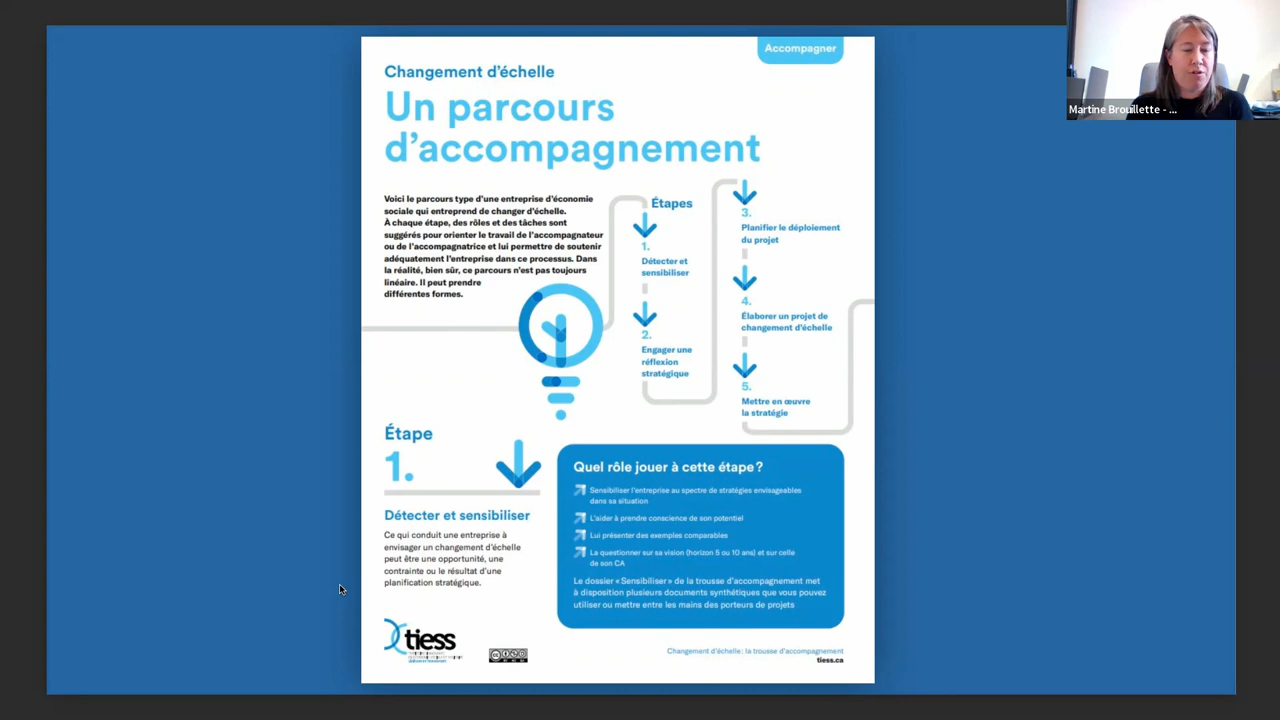 Accompagner
Martine Brouillette - ...
Changement d'échelle
Un parcours
d'accompagnement
Voici le parcours type d'une entreprise d'économie
sociale qui entreprend de changer d'échelle.
À chaque étape, des rôles et des tâches sont
suggérés pour orienter le travail de l'accompagnateur
ou de l'accompagnatrice et lui permettre de soutenir
adéquatement l'entreprise dans ce processus. Dans
la réalité, bien sûr, ce parcours n'est pas toujours
linéaire. Il peut prendre
différentes formes.
Étapes
1.
Détecter et
sensibiliser
2.
Engager une
réflexion
stratégique
3.
Planifier le déploiement
du projet
4.
Élaborer un projet de
changement d'échelle
5.
Mettre en œuvre
la stratégie
Étape
1.
Détecter et sensibiliser
Ce qui conduit une entreprise à
envisager un changement d'échelle
peut être une opportunité, une
contrainte ou le résultat d'une
planification stratégique.
Quel rôle jouer à cette étape ?
Sensibiliser l'entreprise au spectre de stratégies envisageables
dans sa situation
L'aider à prendre conscience de son potentiel
Lui présenter des exemples comparables
La questionner sur sa vision (horizon 5 ou 10 ans) et sur celle
de son CA
Le dossier « Sensibiliser » de la trousse d'accompagnement met
à disposition plusieurs documents synthétiques que vous pouvez
utiliser ou mettre entre les mains des porteurs de projets
tiess
Changement d'échelle : la trousse d'accompagnement
tiess.ca